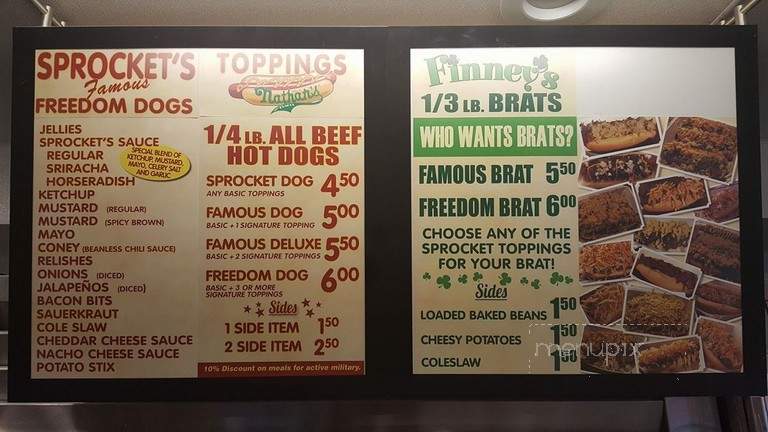 SPROCKET'S
Famous
FREEDOM DOGS
JELLIES
SPROCKET'S SAUCE
REGULAR
SRIRACHA
HORSERADISH
SPECIAL BLEND OF
KETCHUP, MUSTARD,
MAYO, CELERY SALT
AND GARLIC
KETCHUP
MUSTARD (REGULAR)
MUSTARD (SPICY BROWN)
MAYO
CONEY (BEANLESS CHILI SAUCE)
RELISHES
ONIONS (DICED)
JALAPEÑOS (DICED)
BACON BITS
SAUERKRAUT
COLE SLAW
CHEDDAR CHEESE SAUCE
NACHO CHEESE SAUCE
POTATO STIX
TOPPINGS
Nathan's
1/4 LB. ALL BEEF
HOT DOGS
SPROCKET DOG 4 50
ANY BASIC TOPPINGS
FAMOUS DOG 5 00
BASIC + 1 SIGNATURE TOPPING
FAMOUS DELUXE 5 50
BASIC + 2 SIGNATURE TOPPINGS
FREEDOM DOG 6 00
BASIC + 3 OR MORE
SIGNATURE TOPPINGS
Sides
1 SIDE ITEM 1 50
2 SIDE ITEM 2 50
10% Discount on meals for active military.
Finney's
1/3 LB. BRATS
WHO WANTS BRATS?
FAMOUS BRAT 5 50
FREEDOM BRAT 6 00
CHOOSE ANY OF THE
SPROCKET TOPPINGS
FOR YOUR BRAT!
Sides
LOADED BAKED BEANS 1 50
CHEESY POTATOES 1 50
COLESLAW 1 50
menupix